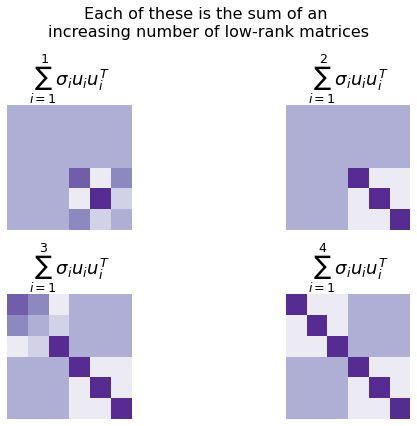 Each of these is the sum of an
increasing number of low-rank matrices
$\sum_{i=1}^{1} \sigma_i u_i u_i^T$
$\sum_{i=1}^{2} \sigma_i u_i u_i^T$
$\sum_{i=1}^{3} \sigma_i u_i u_i^T$
$\sum_{i=1}^{4} \sigma_i u_i u_i^T$